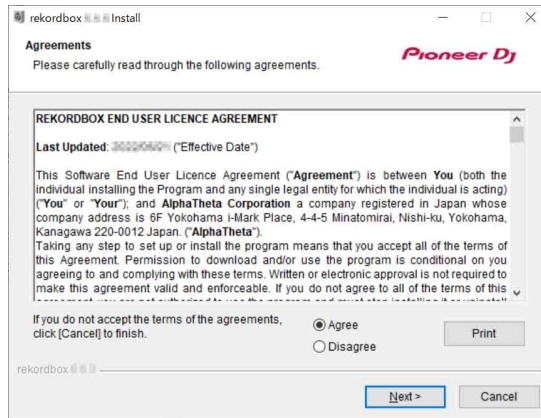 rekordbox Install
Agreements
Please carefully read through the following agreements.
Pioneer Dj
REKORDBOX END USER LICENCE AGREEMENT
Last Updated: ("Effective Date")
This Software End User Licence Agreement ("Agreement") is between You (both the
individual installing the Program and any single legal entity for which the individual is acting)
("You" or "Your"); and AlphaTheta Corporation a company registered in Japan whose
company address is 6F Yokohama i-Mark Place, 4-4-5 Minatomirai, Nishi-ku, Yokohama,
Kanagawa 220-0012 Japan. ("AlphaTheta").
Taking any step to set up or install the program means that you accept all of the terms of
this Agreement. Permission to download and/or use the program is conditional on you
agreeing to and complying with these terms. Written or electronic approval is not required to
make this agreement valid and enforceable. If you do not agree to all of the terms of this
If you do not accept the terms of the agreements,
click [Cancel] to finish.
Agree
Disagree
Print
rekordbox
Next >
Cancel